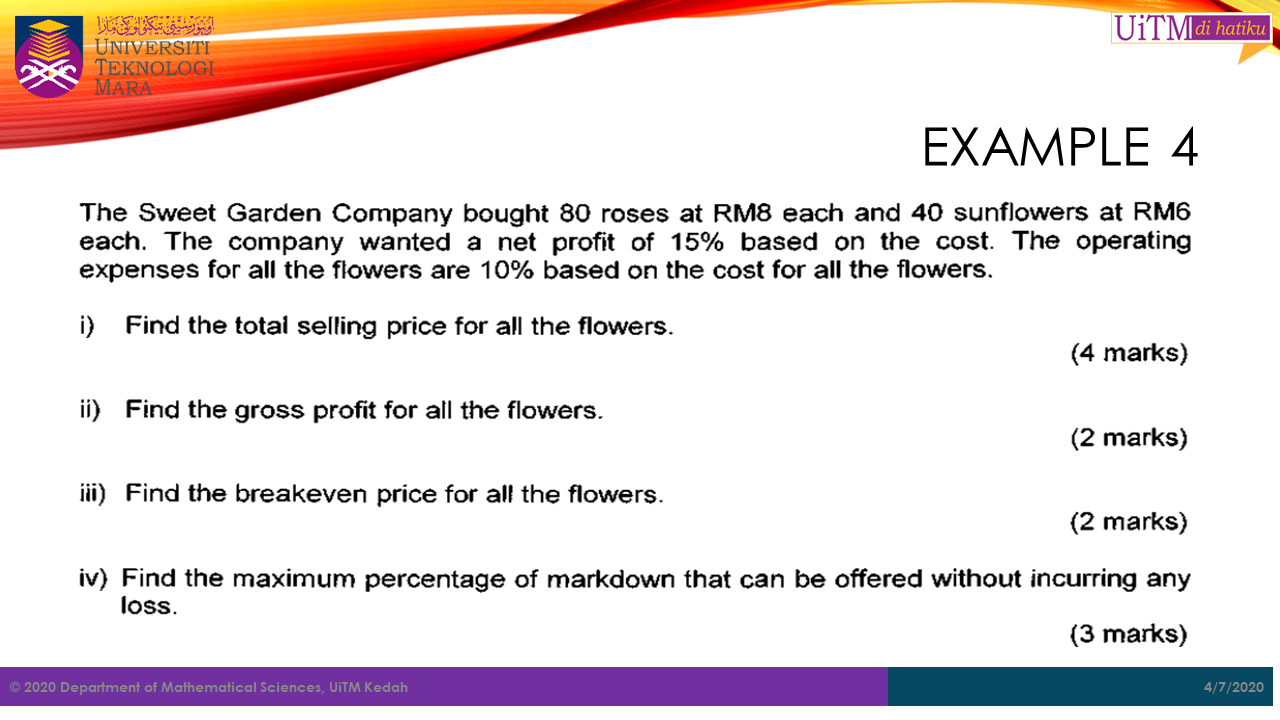 اونيۏرسيتي تيكنولوݢي مارا
UNIVERSITI
TEKNOLOGI
MARA
UiTM di hatiku
EXAMPLE 4
The Sweet Garden Company bought 80 roses at RM8 each and 40 sunflowers at RM6
each. The company wanted a net profit of 15% based on the cost. The operating
expenses for all the flowers are 10% based on the cost for all the flowers.
i) Find the total selling price for all the flowers.
(4 marks)
ii) Find the gross profit for all the flowers.
(2 marks)
iii) Find the breakeven price for all the flowers.
(2 marks)
iv) Find the maximum percentage of markdown that can be offered without incurring any
loss.
(3 marks)
© 2020 Department of Mathematical Sciences, UiTM Kedah
4/7/2020